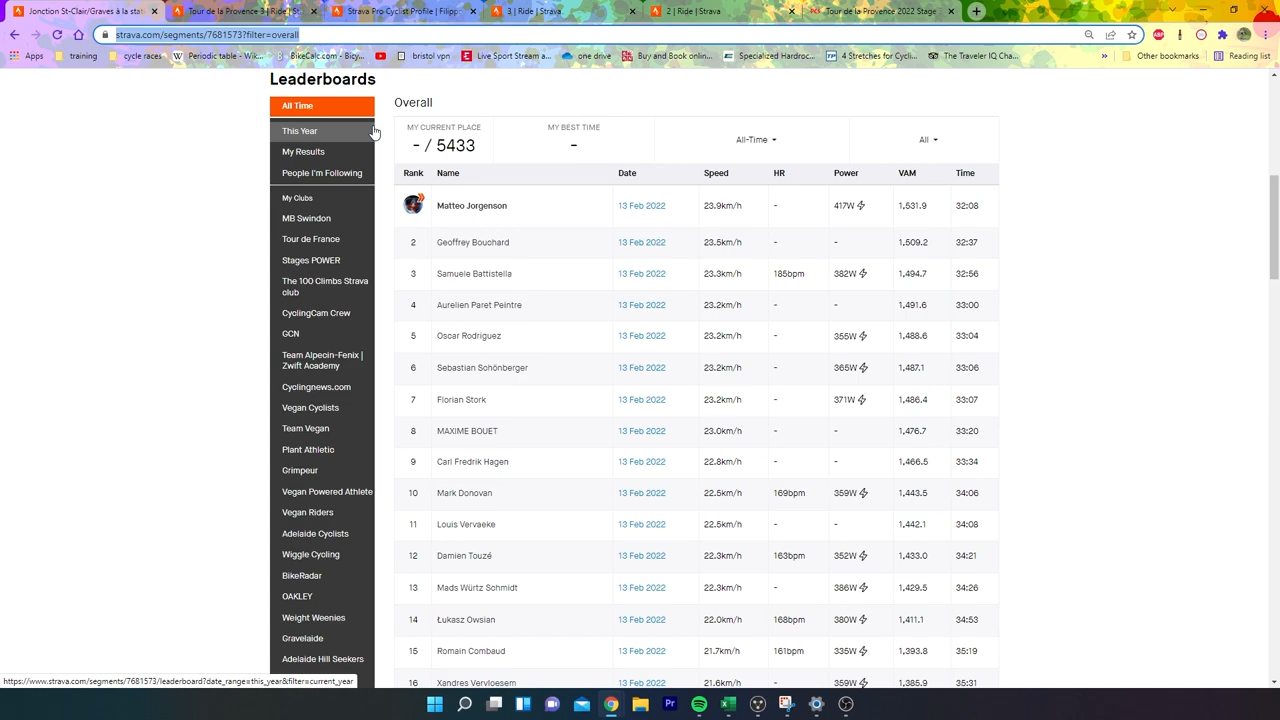 Jonction St-Clair/Graves à la stat
Tour de la Provence 3 | Ride | S
Strava Pro Cyclist Profile | Filippo
3. | Ride | Strava
2 | Ride | Strava
PCS
Tour de la Provence 2022 Stage
strava.com/segments/7681573?filter=overall
Apps
training
cycle races
W Periodic table - Wik...
BikeCalc.com - Bicy...
bristol vpn
Live Sport Stream a...
one drive
Buy and Book onlin...
Specialized Hardroc...
4 Stretches for Cycli...
The Traveler IQ Cha...
»
Other bookmarks
Reading list
Leaderboards
All Time
This Year
My Results
People I'm Following
My Clubs
MB Swindon
Tour de France
Stages POWER
The 100 Climbs Strava
club
CyclingCam Crew
GCN
Team Alpecin-Fenix |
Zwift Academy
Cyclingnews.com
Vegan Cyclists
Team Vegan
Plant Athletic
Grimpeur
Vegan Powered Athlete
Vegan Riders
Adelaide Cyclists
Wiggle Cycling
BikeRadar
OAKLEY
Weight Weenies
Gravelaide
Adelaide Hill Seekers
Overall
MY CURRENT PLACE
- / 5433
MY BEST TIME
-
All-Time
All
Rank Name Date Speed HR Power VAM Time
Matteo Jorgenson 13 Feb 2022 23.9km/h - 417W 1,531.9 32:08
2 Geoffrey Bouchard 13 Feb 2022 23.5km/h - - 1,509.2 32:37
3 Samuele Battistella 13 Feb 2022 23.3km/h 185bpm 382W 1,494.7 32:56
4 Aurelien Paret Peintre 13 Feb 2022 23.2km/h - - 1,491.6 33:00
5 Oscar Rodriguez 13 Feb 2022 23.2km/h - 355W 1,488.6 33:04
6 Sebastian Schönberger 13 Feb 2022 23.2km/h - 365W 1,487.1 33:06
7 Florian Stork 13 Feb 2022 23.2km/h - 371W 1,486.4 33:07
8 MAXIME BOUET 13 Feb 2022 23.0km/h - - 1,476.7 33:20
9 Carl Fredrik Hagen 13 Feb 2022 22.8km/h - - 1,466.5 33:34
10 Mark Donovan 13 Feb 2022 22.5km/h 169bpm 359W 1,443.5 34:06
11 Louis Vervaeke 13 Feb 2022 22.5km/h - - 1,442.1 34:08
12 Damien Touzé 13 Feb 2022 22.3km/h 163bpm 352W 1,433.0 34:21
13 Mads Würtz Schmidt 13 Feb 2022 22.3km/h - 386W 1,429.5 34:26
14 Łukasz Owsian 13 Feb 2022 22.0km/h 168bpm 380W 1,411.1 34:53
15 Romain Combaud 13 Feb 2022 21.7km/h 161bpm 335W 1,393.8 35:19
16 Xandres Vervloesem 13 Feb 2022 21.6km/h - 359W 1,385.9 35:31
https://www.strava.com/segments/7681573/leaderboard?date_range=this_year&filter=current_year